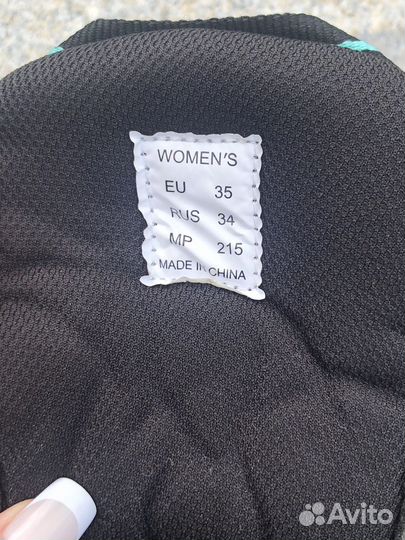 WOMEN'S
EU 35
RUS 34
MP 215
MADE IN CHINA
Avito